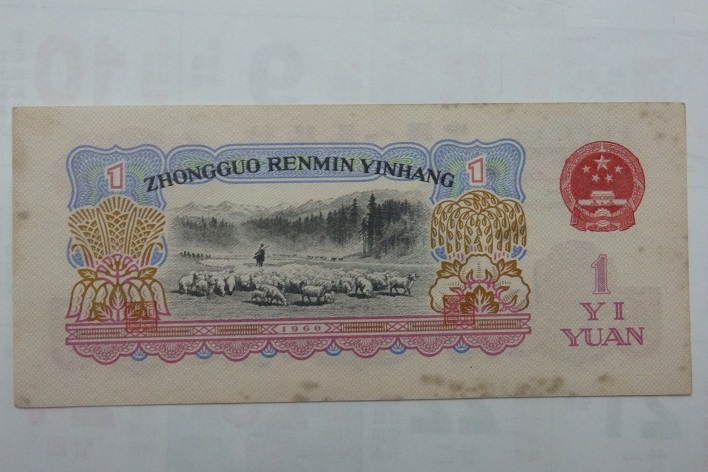 1
ZHONGGUO RENMIN YINHANG
1
1960
1
YI
YUAN